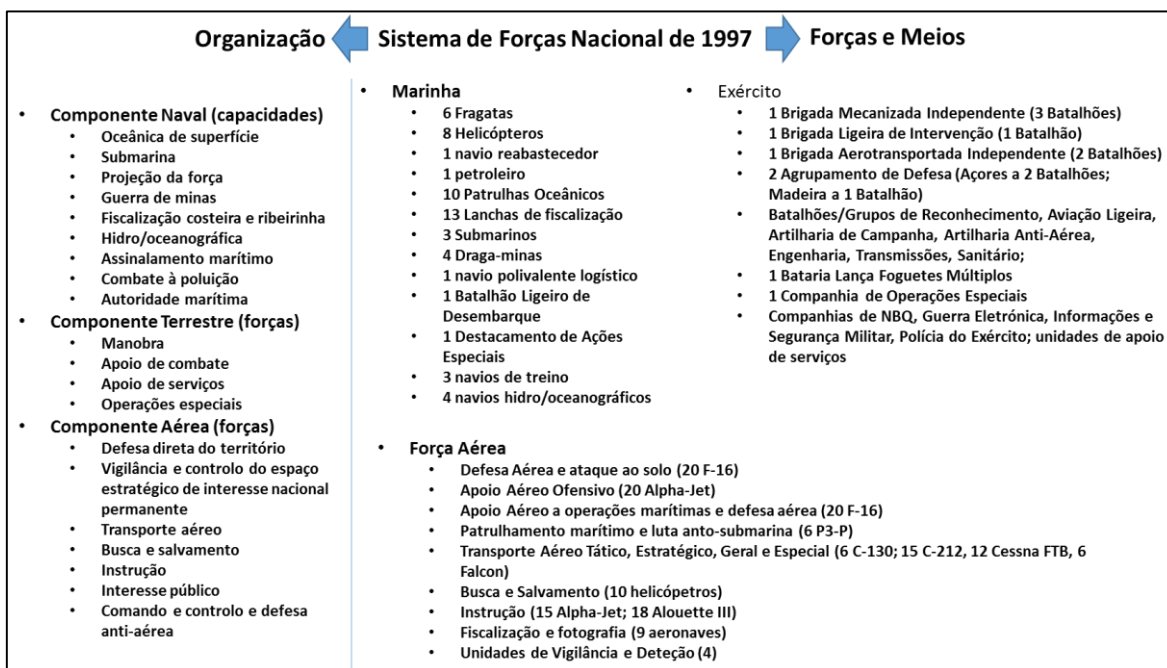 Organização
Sistema de Forças Nacional de 1997
Forças e Meios
• Componente Naval (capacidades)
• Oceânica de superfície
• Submarina
• Projeção da força
• Guerra de minas
• Fiscalização costeira e ribeirinha
• Hidro/oceanográfica
• Assinalamento marítimo
• Combate à poluição
• Autoridade marítima
• Componente Terrestre (forças)
• Manobra
• Apoio de combate
• Apoio de serviços
• Operações especiais
• Componente Aérea (forças)
• Defesa direta do território
• Vigilância e controlo do espaço
estratégico de interesse nacional
permanente
• Transporte aéreo
• Busca e salvamento
• Instrução
• Interesse público
• Comando e controlo e defesa
anti-aérea
• Marinha
• 6 Fragatas
• 8 Helicópteros
• 1 navio reabastecedor
• 1 petroleiro
• 10 Patrulhas Oceânicos
• 13 Lanchas de fiscalização
• 3 Submarinos
• 4 Draga-minas
• 1 navio polivalente logístico
• 1 Batalhão Ligeiro de
Desembarque
• 1 Destacamento de Ações
Especiais
• 3 navios de treino
• 4 navios hidro/oceanográficos
• Exército
• 1 Brigada Mecanizada Independente (3 Batalhões)
• 1 Brigada Ligeira de Intervenção (1 Batalhão)
• 1 Brigada Aerotransportada Independente (2 Batalhões)
• 2 Agrupamento de Defesa (Açores a 2 Batalhões;
Madeira a 1 Batalhão)
• Batalhões/Grupos de Reconhecimento, Aviação Ligeira,
Artilharia de Campanha, Artilharia Anti-Aérea,
Engenharia, Transmissões, Sanitário;
• 1 Bataria Lança Foguetes Múltiplos
• 1 Companhia de Operações Especiais
• Companhias de NBQ, Guerra Eletrónica, Informações e
Segurança Militar, Polícia do Exército; unidades de apoio
de serviços
• Força Aérea
• Defesa Aérea e ataque ao solo (20 F-16)
• Apoio Aéreo Ofensivo (20 Alpha-Jet)
• Apoio Aéreo a operações marítimas e defesa aérea (20 F-16)
• Patrulhamento marítimo e luta anto-submarina (6 P3-P)
• Transporte Aéreo Tático, Estratégico, Geral e Especial (6 C-130; 15 C-212, 12 Cessna FTB, 6
Falcon)
• Busca e Salvamento (10 helicópetros)
• Instrução (15 Alpha-Jet; 18 Alouette III)
• Fiscalização e fotografia (9 aeronaves)
• Unidades de Vigilância e Deteção (4)